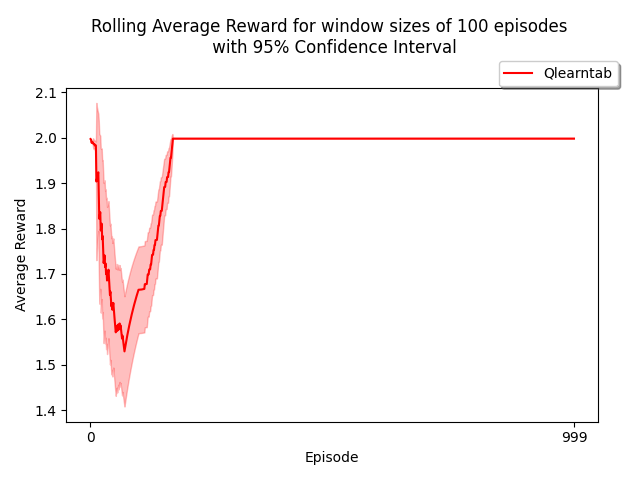 Rolling Average Reward for window sizes of 100 episodes
with 95% Confidence Interval
Qlearntab
2.1
2.0
1.9
1.8
1.7
1.6
1.5
1.4
Average Reward
0
999
Episode